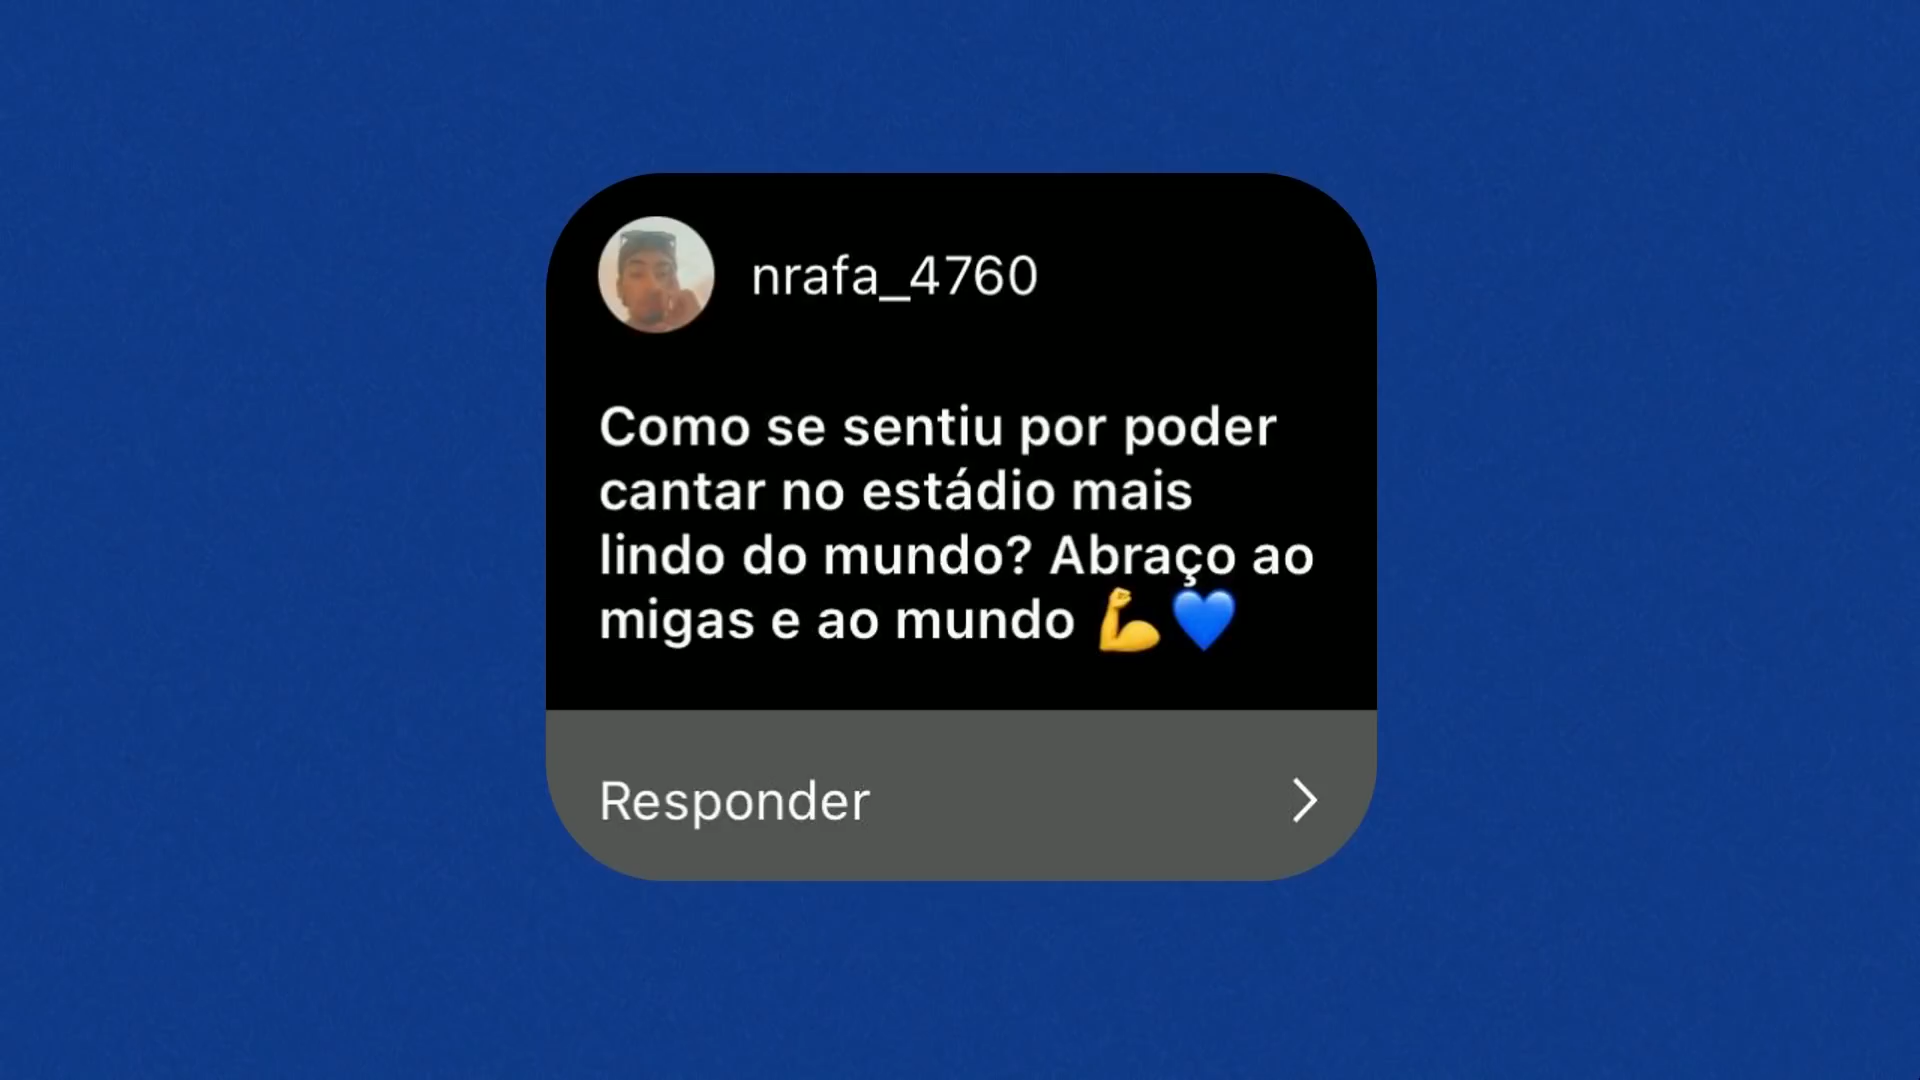 nrafa_4760
Como se sentiu por poder
cantar no estádio mais
lindo do mundo? Abraço ao
migas e ao mundo 💪💙
Responder